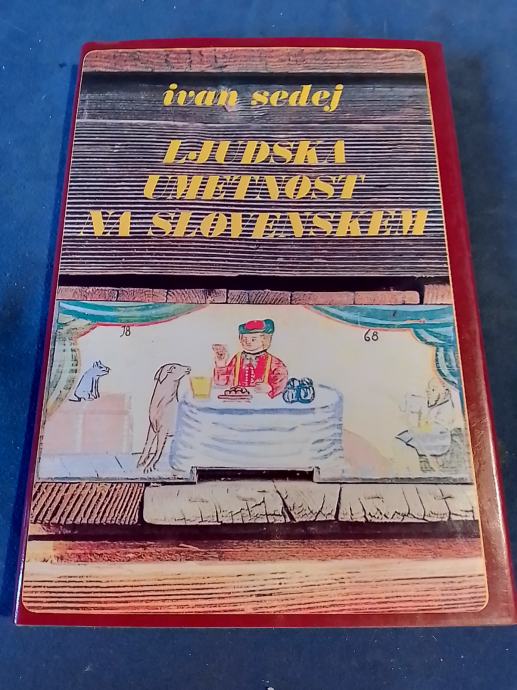 ivan sedej
LJUDSKA
UMETNOST
NA SLOVENSKEM
18 68